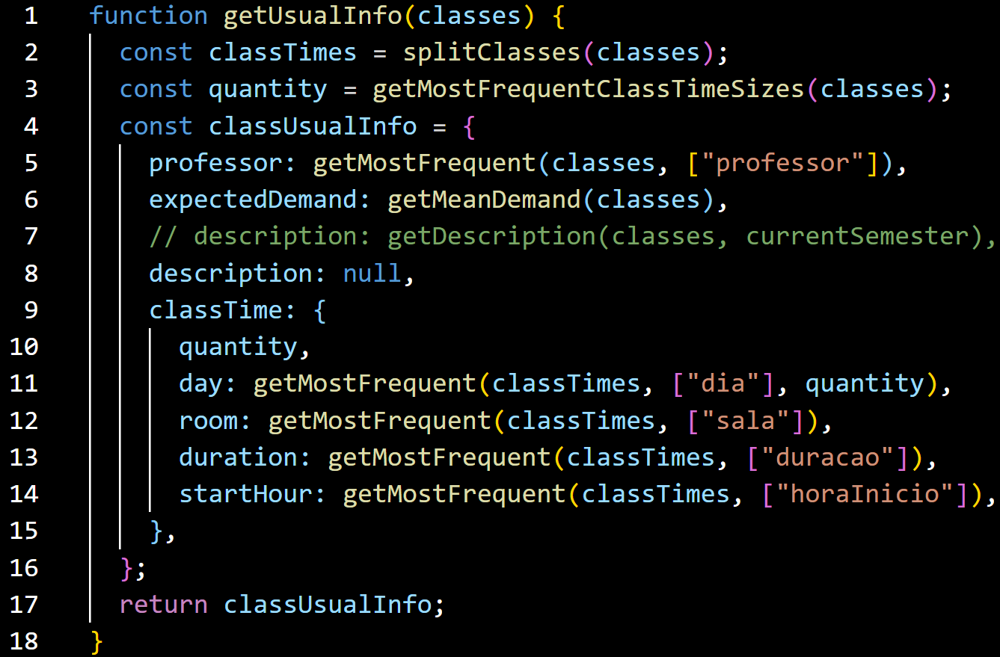 1 function getUsualInfo(classes) {
2 const classTimes = splitClasses(classes);
3 const quantity = getMostFrequentClassTimeSizes(classes);
4 const classUsualInfo = {
5 professor: getMostFrequent(classes, ["professor"]),
6 expectedDemand: getMeanDemand(classes),
7 // description: getDescription(classes, currentSemester),
8 description: null,
9 classTime: {
10 quantity,
11 day: getMostFrequent(classTimes, ["dia"], quantity),
12 room: getMostFrequent(classTimes, ["sala"]),
13 duration: getMostFrequent(classTimes, ["duracao"]),
14 startHour: getMostFrequent(classTimes, ["horaInicio"]),
15 },
16 };
17 return classUsualInfo;
18 }